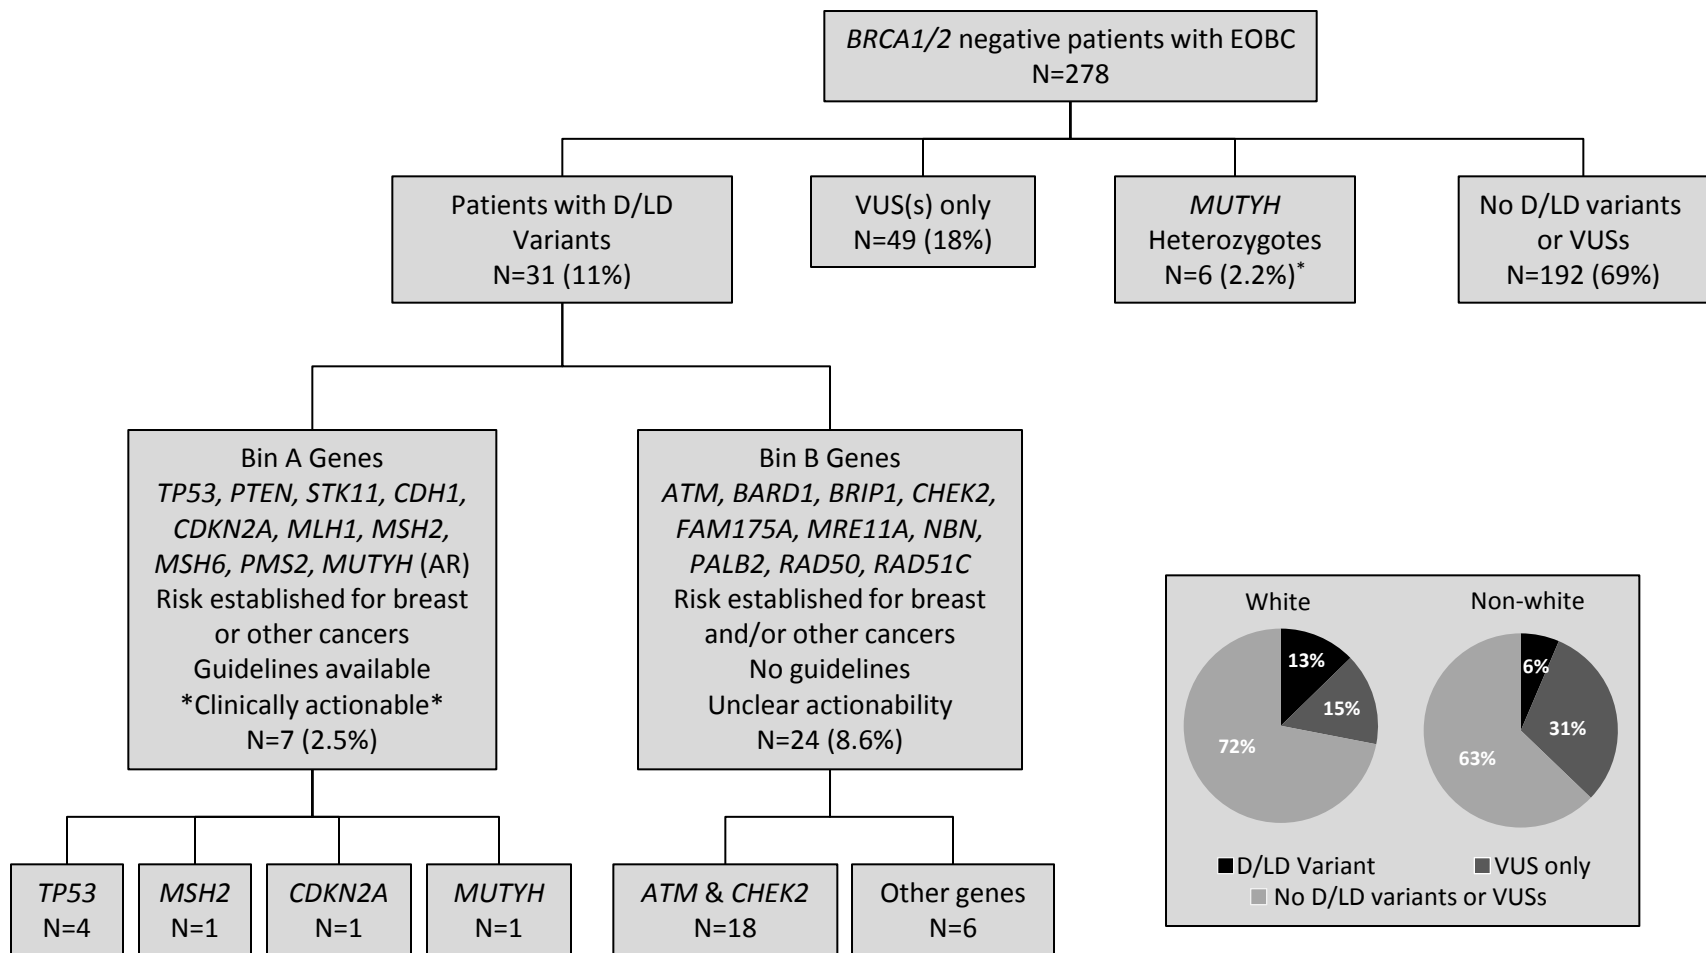 BRCA1/2 negative patients with EOBC
N=278
Patients with D/LD
Variants
N=31 (11%)
VUS(s) only
N=49 (18%)
MUTYH
Heterozygotes
N=6 (2.2%)*
No D/LD variants
or VUSs
N=192 (69%)
Bin A Genes
TP53, PTEN, STK11, CDH1,
CDKN2A, MLH1, MSH2,
MSH6, PMS2, MUTYH (AR)
Risk established for breast
or other cancers
Guidelines available
*Clinically actionable*
N=7 (2.5%)
Bin B Genes
ATM, BARD1, BRIP1, CHEK2,
FAM175A, MRE11A, NBN,
PALB2, RAD50, RAD51C
Risk established for breast
and/or other cancers
No guidelines
Unclear actionability
N=24 (8.6%)
TP53
N=4
MSH2
N=1
CDKN2A
N=1
MUTYH
N=1
ATM & CHEK2
N=18
Other genes
N=6
White
13%
15%
72%
Non-white
6%
31%
63%
D/LD Variant
VUS only
No D/LD variants or VUSs